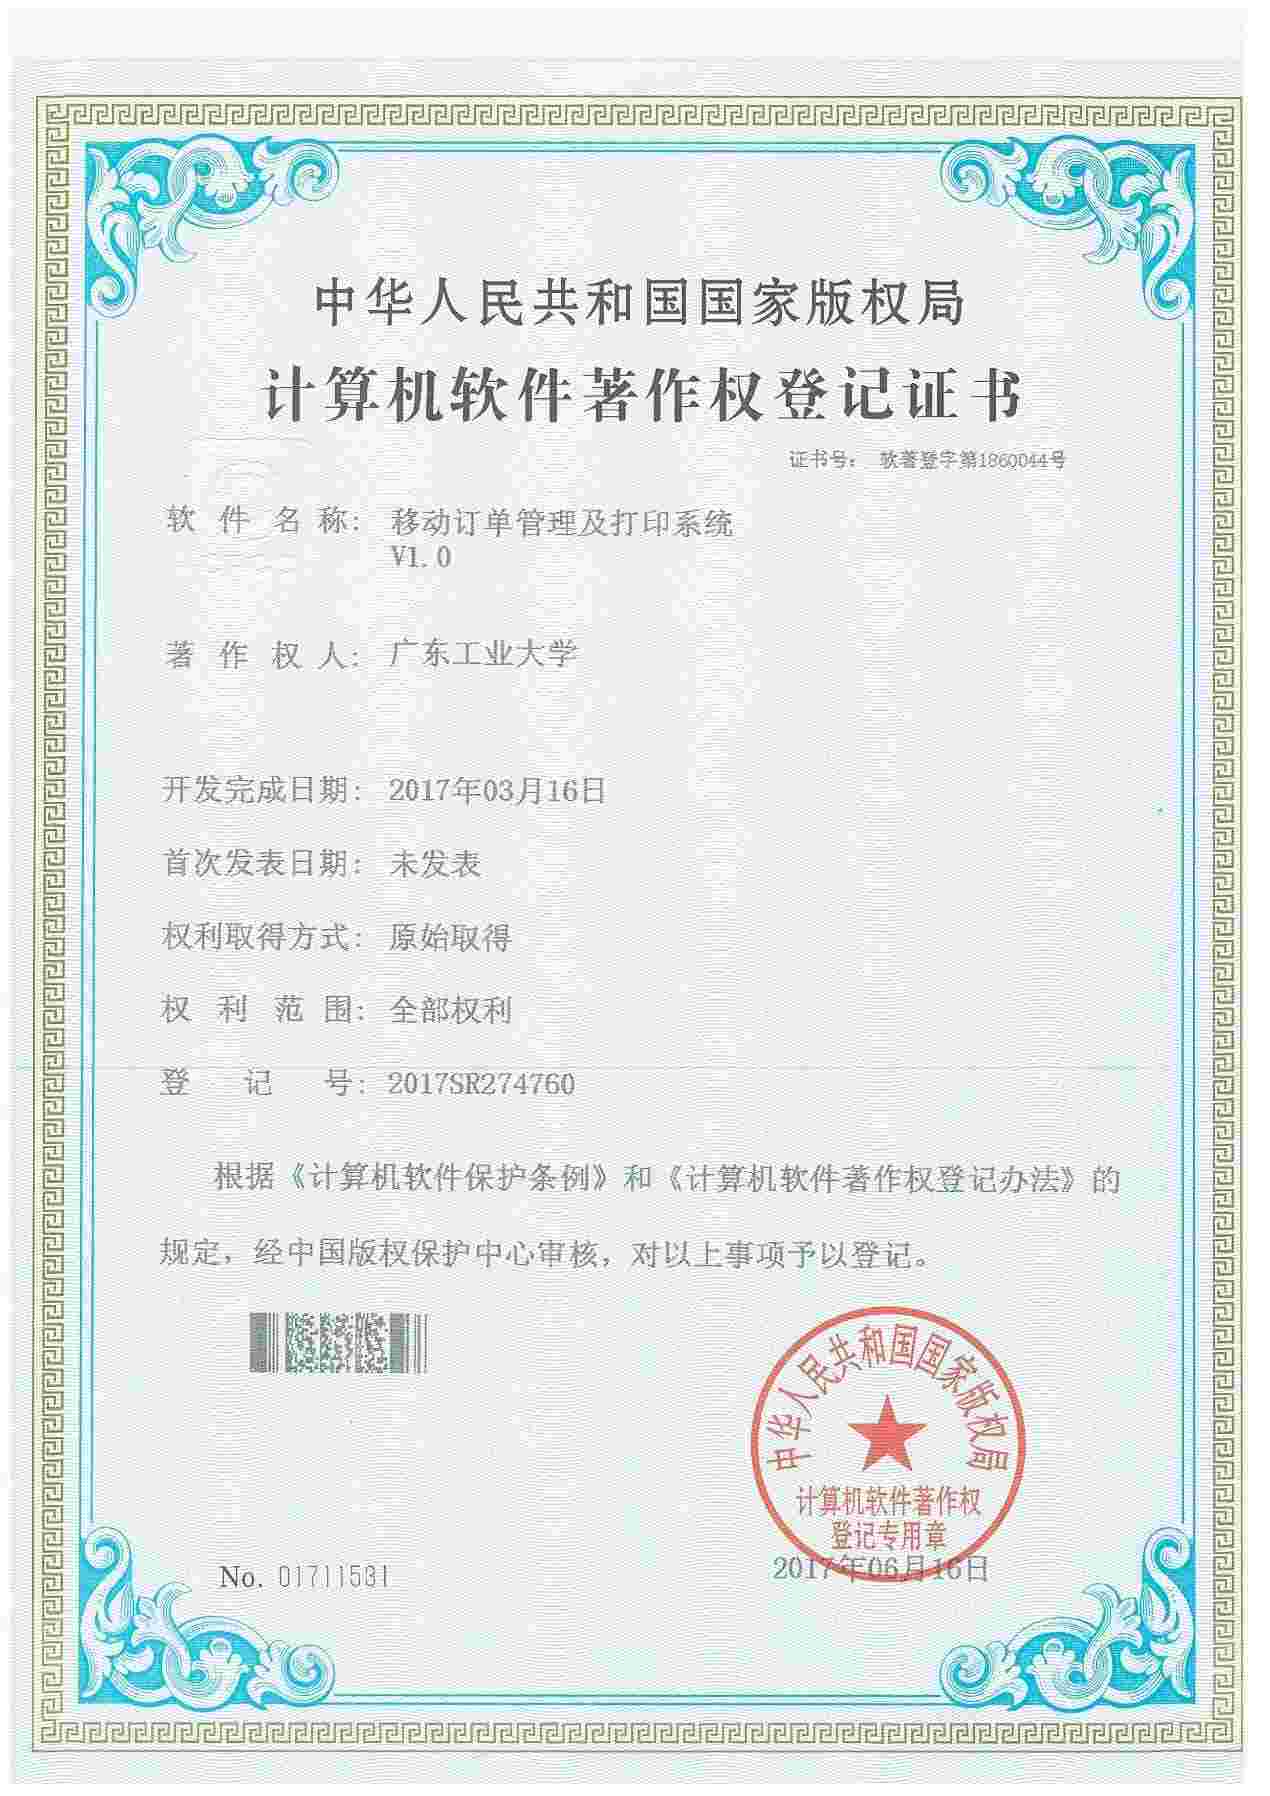 中华人民共和国国家版权局
计算机软件著作权登记证书
证书号： 软著登字第1860044号
软件名称： 移动订单管理及打印系统
V1.0
著作权人： 广东工业大学
开发完成日期： 2017年03月16日
首次发表日期： 未发表
权利取得方式： 原始取得
权利范围： 全部权利
登记号： 2017SR274760
根据《计算机软件保护条例》和《计算机软件著作权登记办法》的
规定，经中国版权保护中心审核，对以上事项予以登记。
中华人民共和国国家版权局
计算机软件著作权
登记专用章
No. 01711531
2017年06月16日